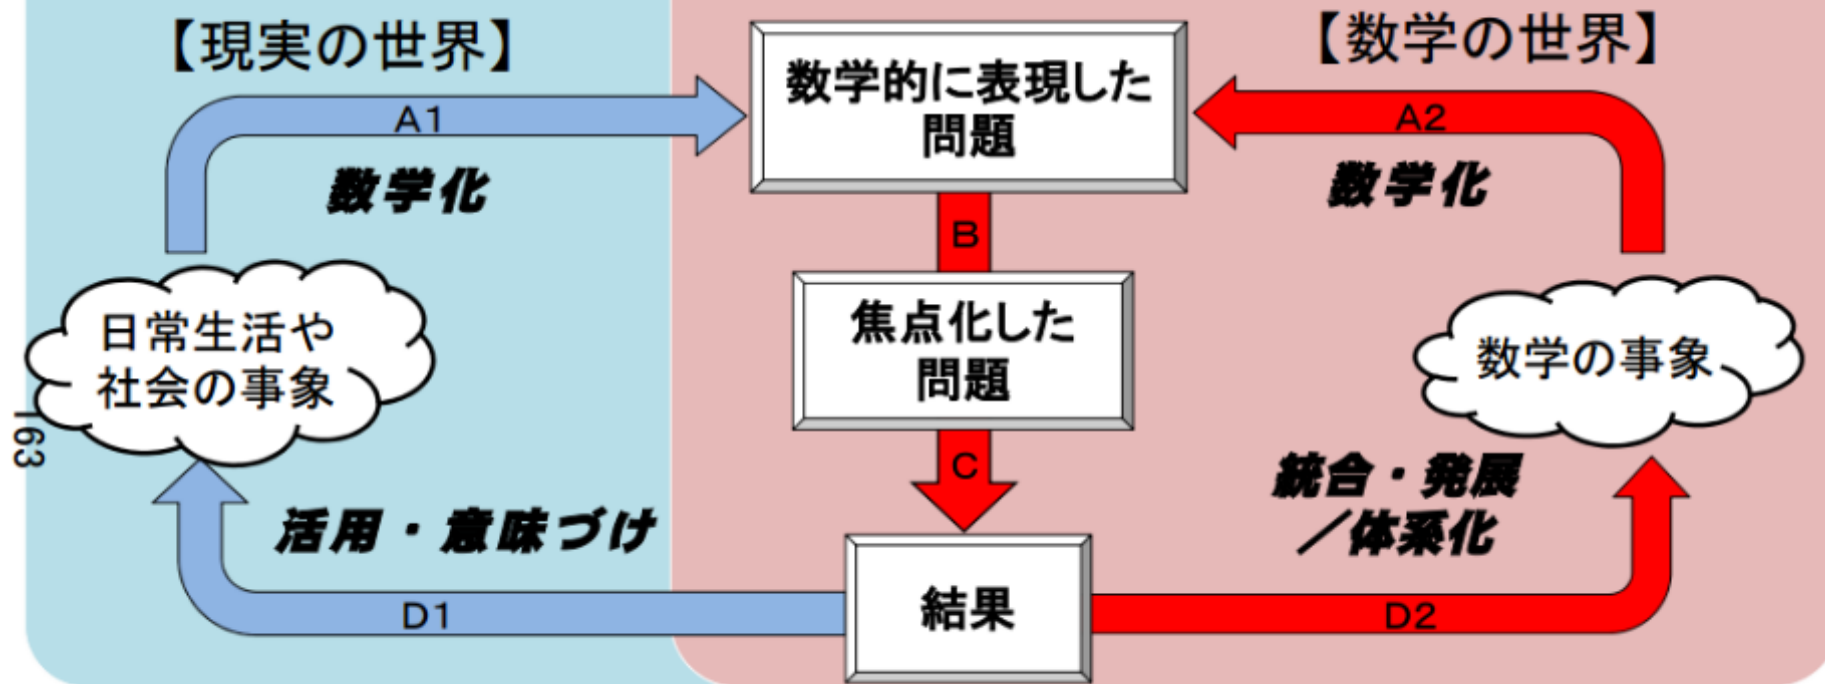 【現実の世界】
【数学の世界】
数学的に表現した
問題
A1
A2
数学化
数学化
B
焦点化した
問題
日常生活や
社会の事象
数学の事象
163
C
活用・意味づけ
統合・発展
／体系化
結果
D1
D2